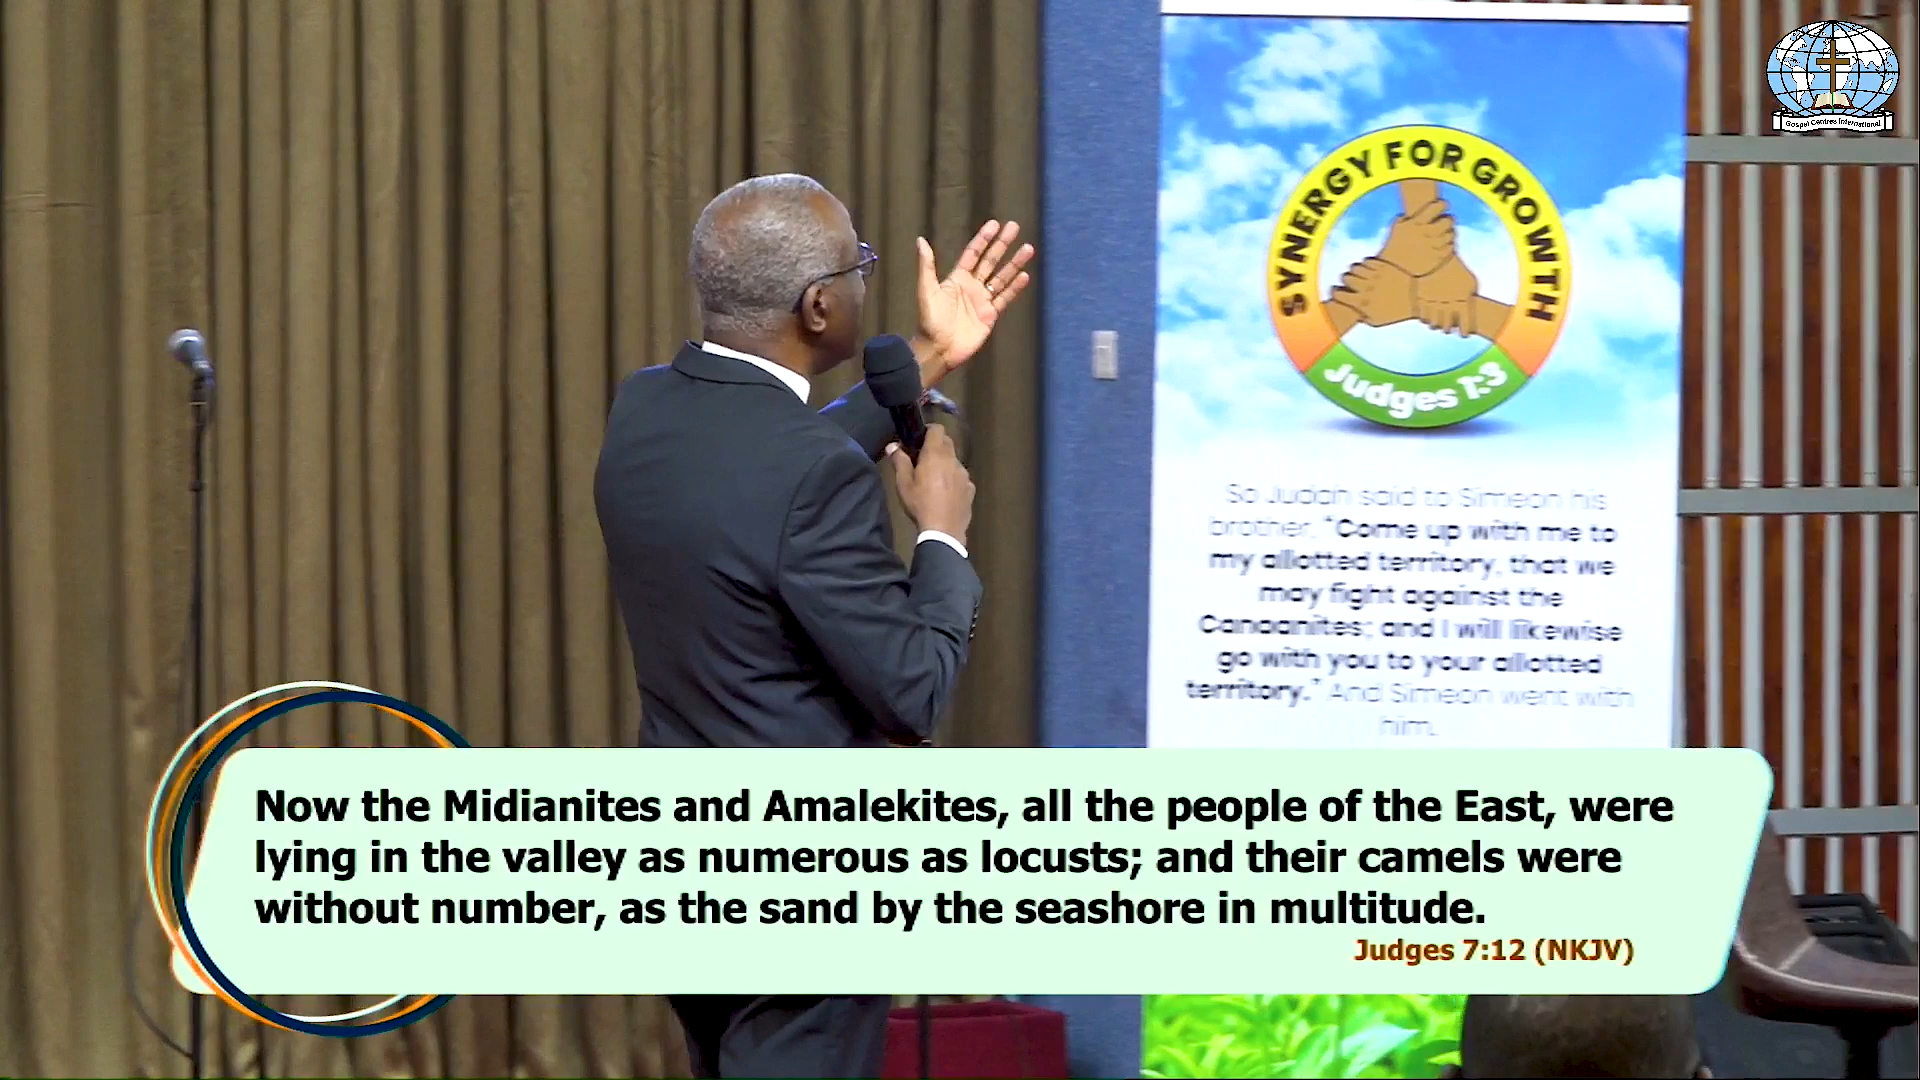 Gospel Centres International
SYNERGY FOR GROWTH
Judges 1:3
So Judah said to Simeon his
brother, "Come up with me to
my allotted territory, that we
may fight against the
Canaanites; and I will likewise
go with you to your allotted
territory." And Simeon went with
him.
Now the Midianites and Amalekites, all the people of the East, were
lying in the valley as numerous as locusts; and their camels were
without number, as the sand by the seashore in multitude.
Judges 7:12 (NKJV)